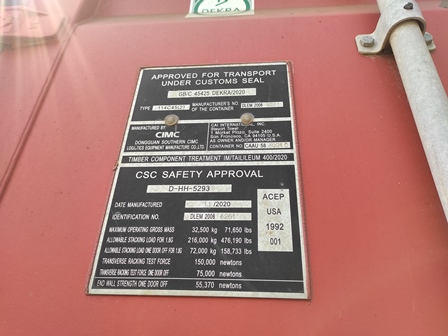 DEKRA
APPROVED FOR TRANSPORT
UNDER CUSTOMS SEAL
GB/C 45425 DEKRA/2020
TYPE
MANUFACTURER'S NO
OF THE CONTAINER
DLEM 2008
MANUFACTURED BY
CIMC
DONGGUAN SOUTHERN CIMC
LOGISTICS EQUIPMENT MANUFACTURE CO., LTD
CAI INTERNATIONAL, INC.
Steuart Tower
1 Market Plaza, Suite 2400
San Francisco, CA 94105 U.S.A.
AS OWNER AND/OR MANAGER
CONTAINER NO. CAAU 58
TIMBER COMPONENT TREATMENT IM/TAILILEUM 400/2020
CSC SAFETY APPROVAL
D-HH-5293
DATE MANUFACTURED /2020
IDENTIFICATION NO. DLEM 2008
MAXIMUM OPERATING GROSS MASS 32,500 kg 71,650 lbs
ALLOWABLE STACKING LOAD FOR 1.8G 216,000 kg 476,190 lbs
ALLOWABLE STACKING LOAD ONE DOOR OFF FOR 1.8G 72,000 kg 158,733 lbs
TRANSVERSE RACKING TEST FORCE 150,000 newtons
TRANSVERSE RACKING TEST FORCE ONE DOOR OFF 75,000 newtons
END WALL STRENGTH ONE DOOR OFF 55,370 newtons
ACEP
USA
1992
001